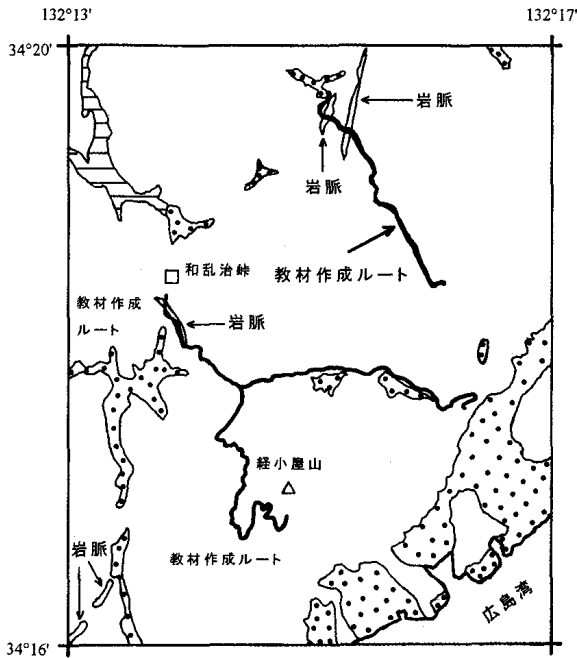 132°13'
132°17'
34°20'
岩脈
岩脈
教材作成ルート
和乱治峠
教材作成
ルート
岩脈
経小屋山
教材作成ルート
岩脈
広島湾
34°16'